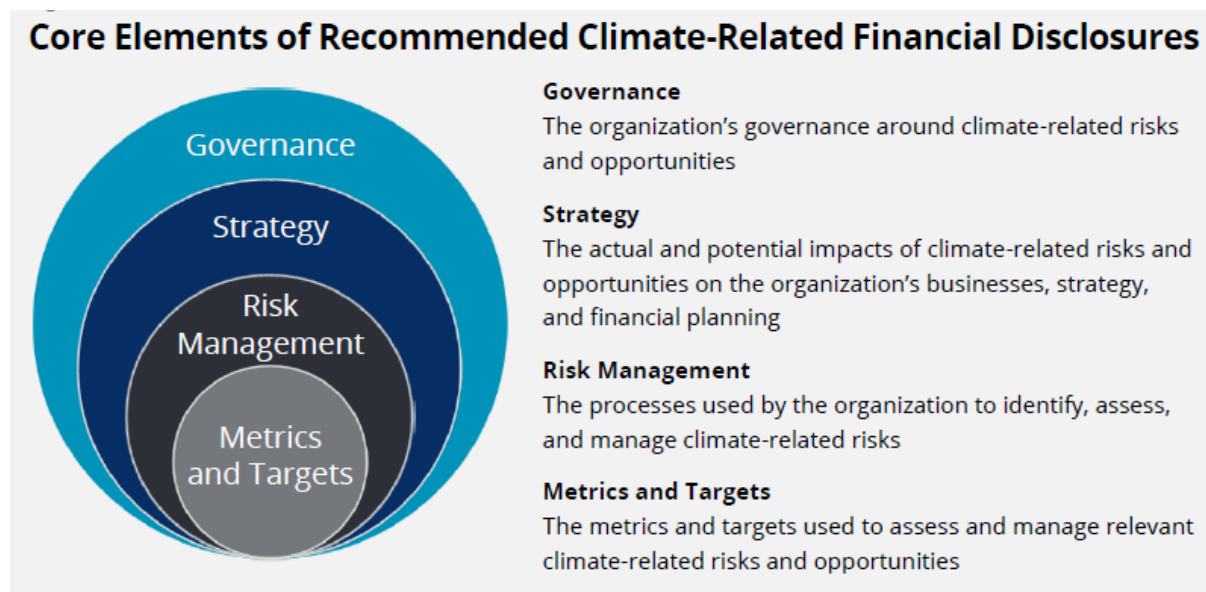 Core Elements of Recommended Climate-Related Financial Disclosures
Governance
Strategy
Risk
Management
Metrics
and Targets
Governance
The organization’s governance around climate-related risks
and opportunities
Strategy
The actual and potential impacts of climate-related risks and
opportunities on the organization’s businesses, strategy,
and financial planning
Risk Management
The processes used by the organization to identify, assess,
and manage climate-related risks
Metrics and Targets
The metrics and targets used to assess and manage relevant
climate-related risks and opportunities